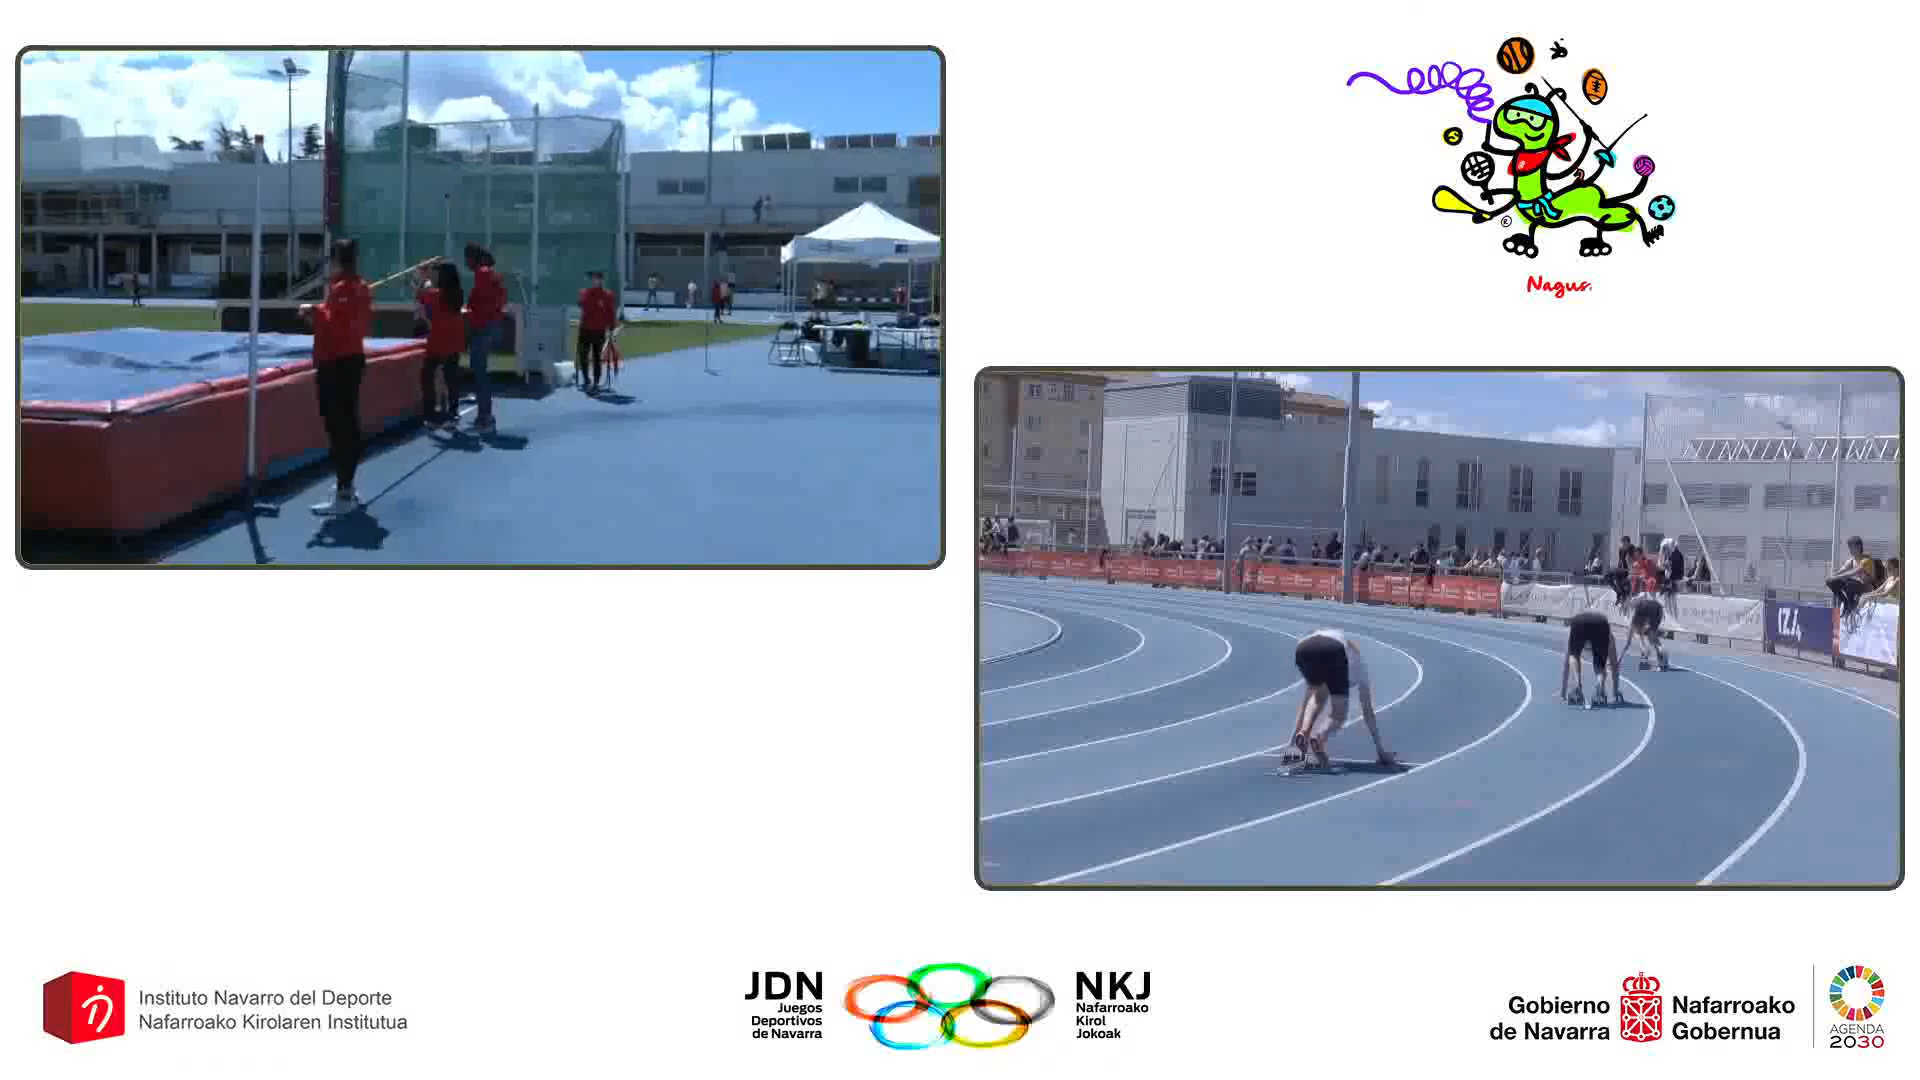 Nagus.
®
IZ4
Instituto Navarro del Deporte
Nafarroako Kirolaren Institutua
JDN
Juegos
Deportivos
de Navarra
NKJ
Nafarroako
Kirol
Jokoak
Gobierno
de Navarra
Nafarroako
Gobernua
AGENDA
2030